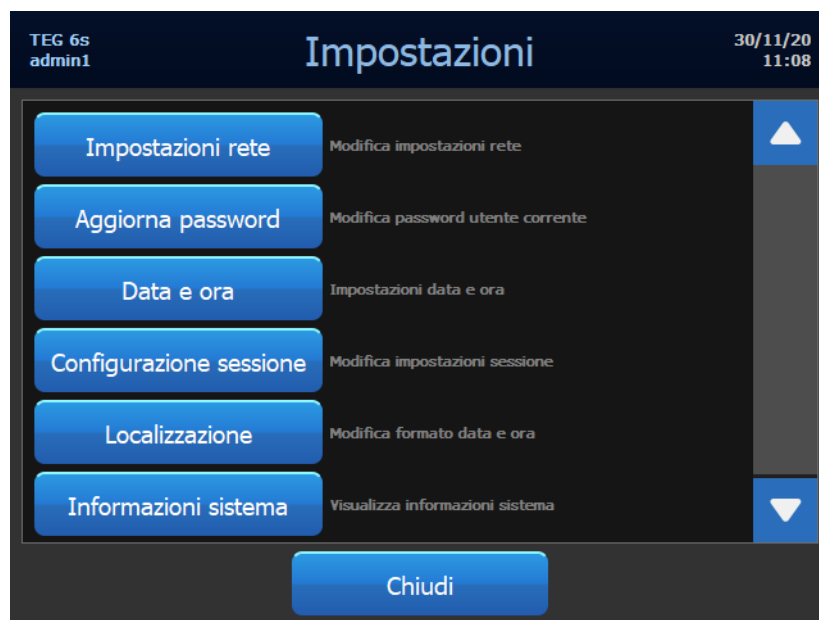 TEG 6s
admin1
Impostazioni
30/11/20
11:08
Impostazioni rete
Modifica impostazioni rete
Aggiorna password
Modifica password utente corrente
Data e ora
Impostazioni data e ora
Configurazione sessione
Modifica impostazioni sessione
Localizzazione
Modifica formato data e ora
Informazioni sistema
Visualizza informazioni sistema
Chiudi